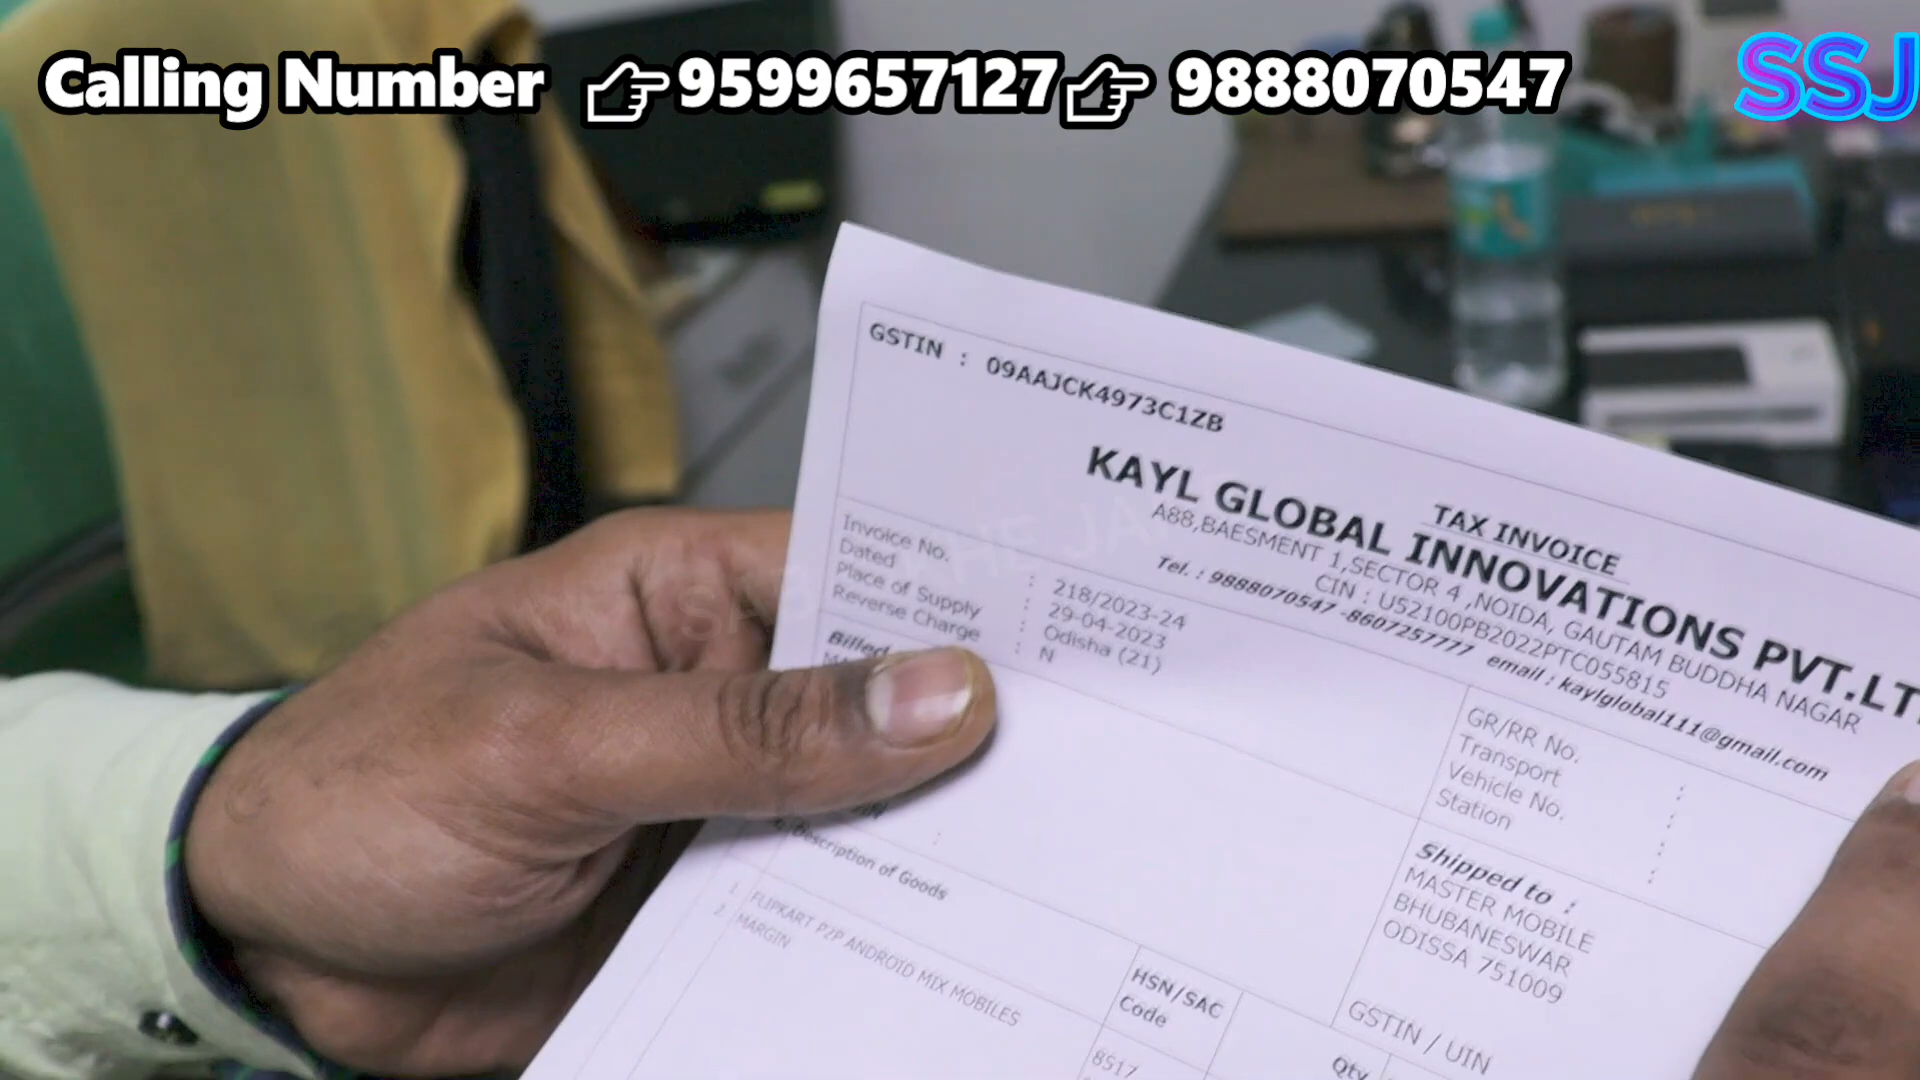 Calling Number 👉9599657127👉 9888070547
SSJ
GSTIN : 09AAJCK4973C1ZB
TAX INVOICE
KAYL GLOBAL INNOVATIONS PVT.LT
A88,BAESMENT 1,SECTOR 4 ,NOIDA, GAUTAM BUDDHA NAGAR
CIN : U52100PB2022PTC055815
Tel. : 9888070547 -8607257777 email : kaylglobal111@gmail.com
Invoice No. : 218/2023-24
Dated : 29-04-2023
Place of Supply : Odisha (21)
Reverse Charge : N
GR/RR No. :
Transport :
Vehicle No. :
Station :
Billed
Shipped to :
MASTER MOBILE
BHUBANESWAR
ODISSA 751009
GSTIN / UIN
Description of Goods
HSN/SAC
Code
Qty
1. FLIPKART P2P ANDROID MIX MOBILES
2. MARGIN
8517